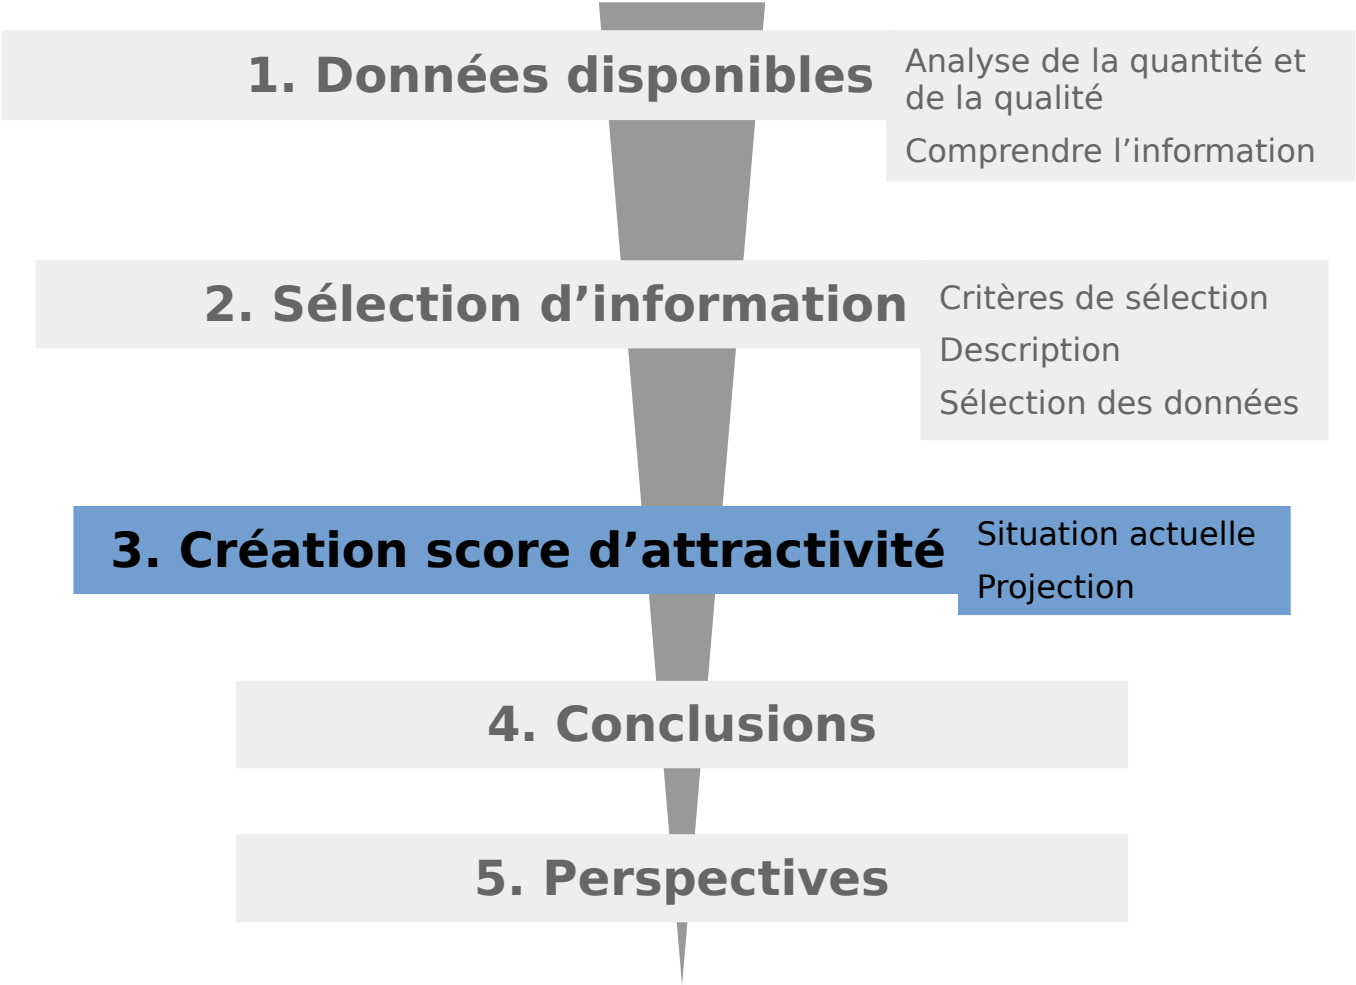 1. Données disponibles
Analyse de la quantité et
de la qualité
Comprendre l’information
2. Sélection d’information
Critères de sélection
Description
Sélection des données
3. Création score d’attractivité
Situation actuelle
Projection
4. Conclusions
5. Perspectives